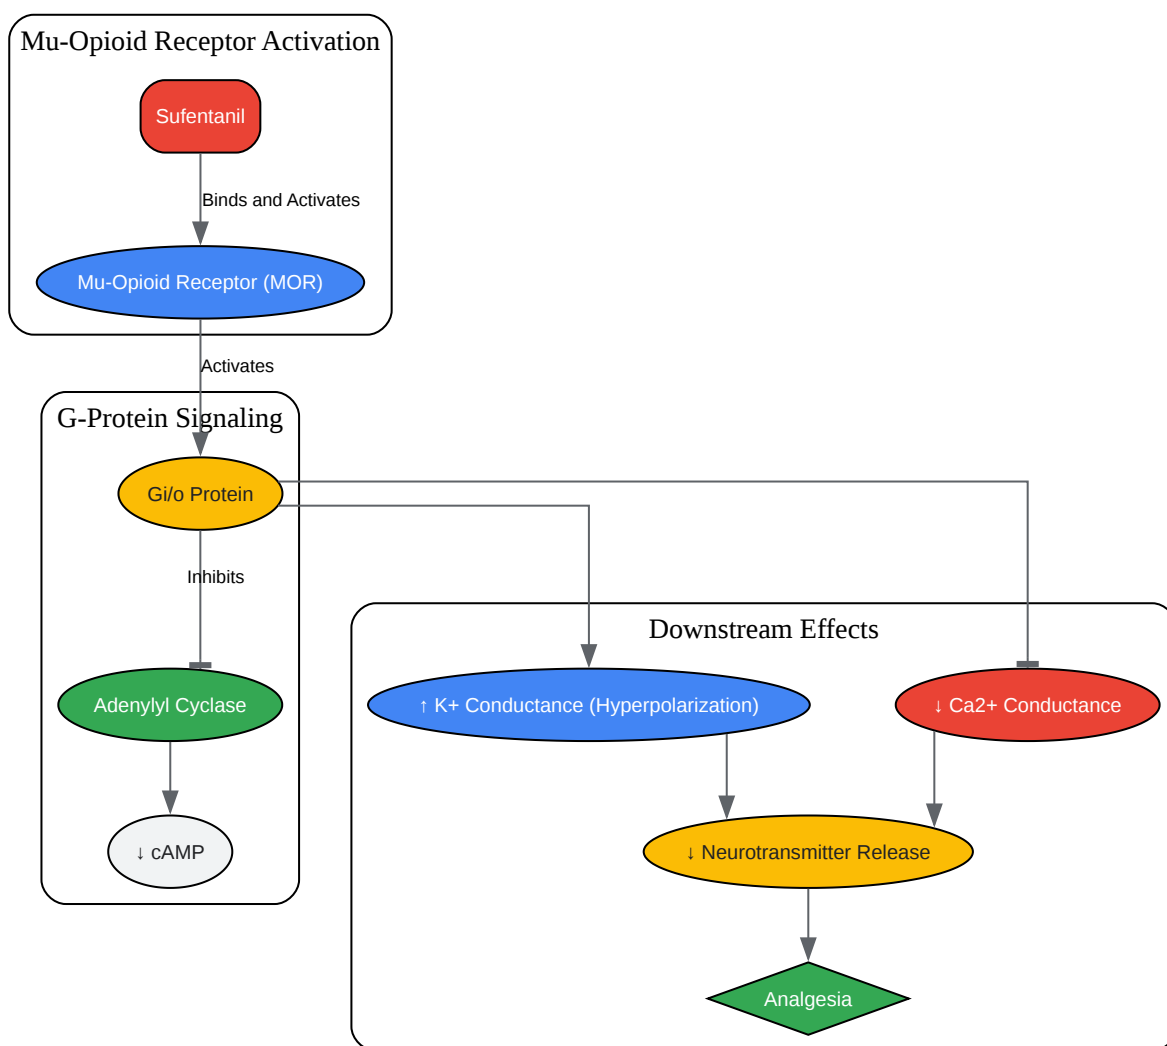 Mu-Opioid Receptor Activation
Sufentanil
Binds and Activates
Mu-Opioid Receptor (MOR)
Activates
G-Protein Signaling
Gi/o Protein
Inhibits
Downstream Effects
Adenylyl Cyclase
↑ K+ Conductance (Hyperpolarization)
↓ Ca2+ Conductance
↓ cAMP
↓ Neurotransmitter Release
Analgesia